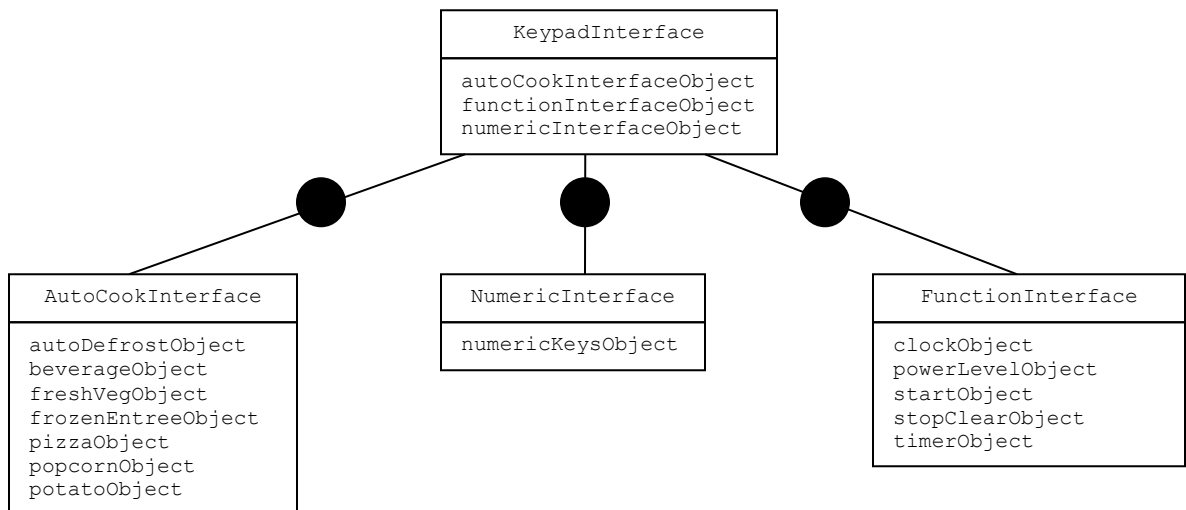 KeypadInterface
autoCookInterfaceObject
functionInterfaceObject
numericInterfaceObject
AutoCookInterface
autoDefrostObject
beverageObject
freshVegObject
frozenEntreeObject
pizzaObject
popcornObject
potatoObject
NumericInterface
numericKeysObject
FunctionInterface
clockObject
powerLevelObject
startObject
stopClearObject
timerObject